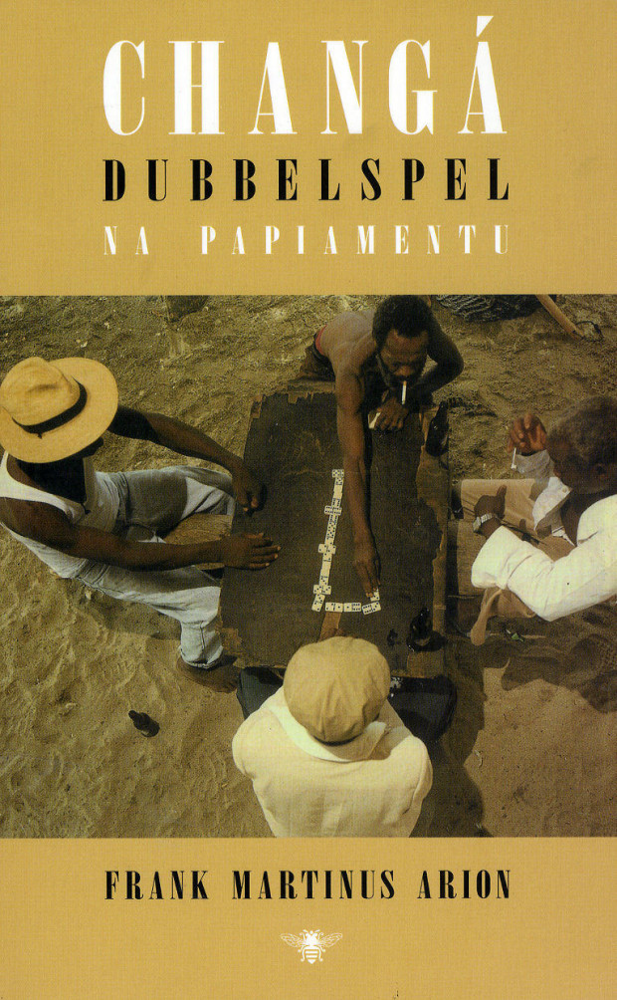 CHANGÁ
DUBBELSPEL
NA PAPIAMENTU
FRANK MARTINUS ARION